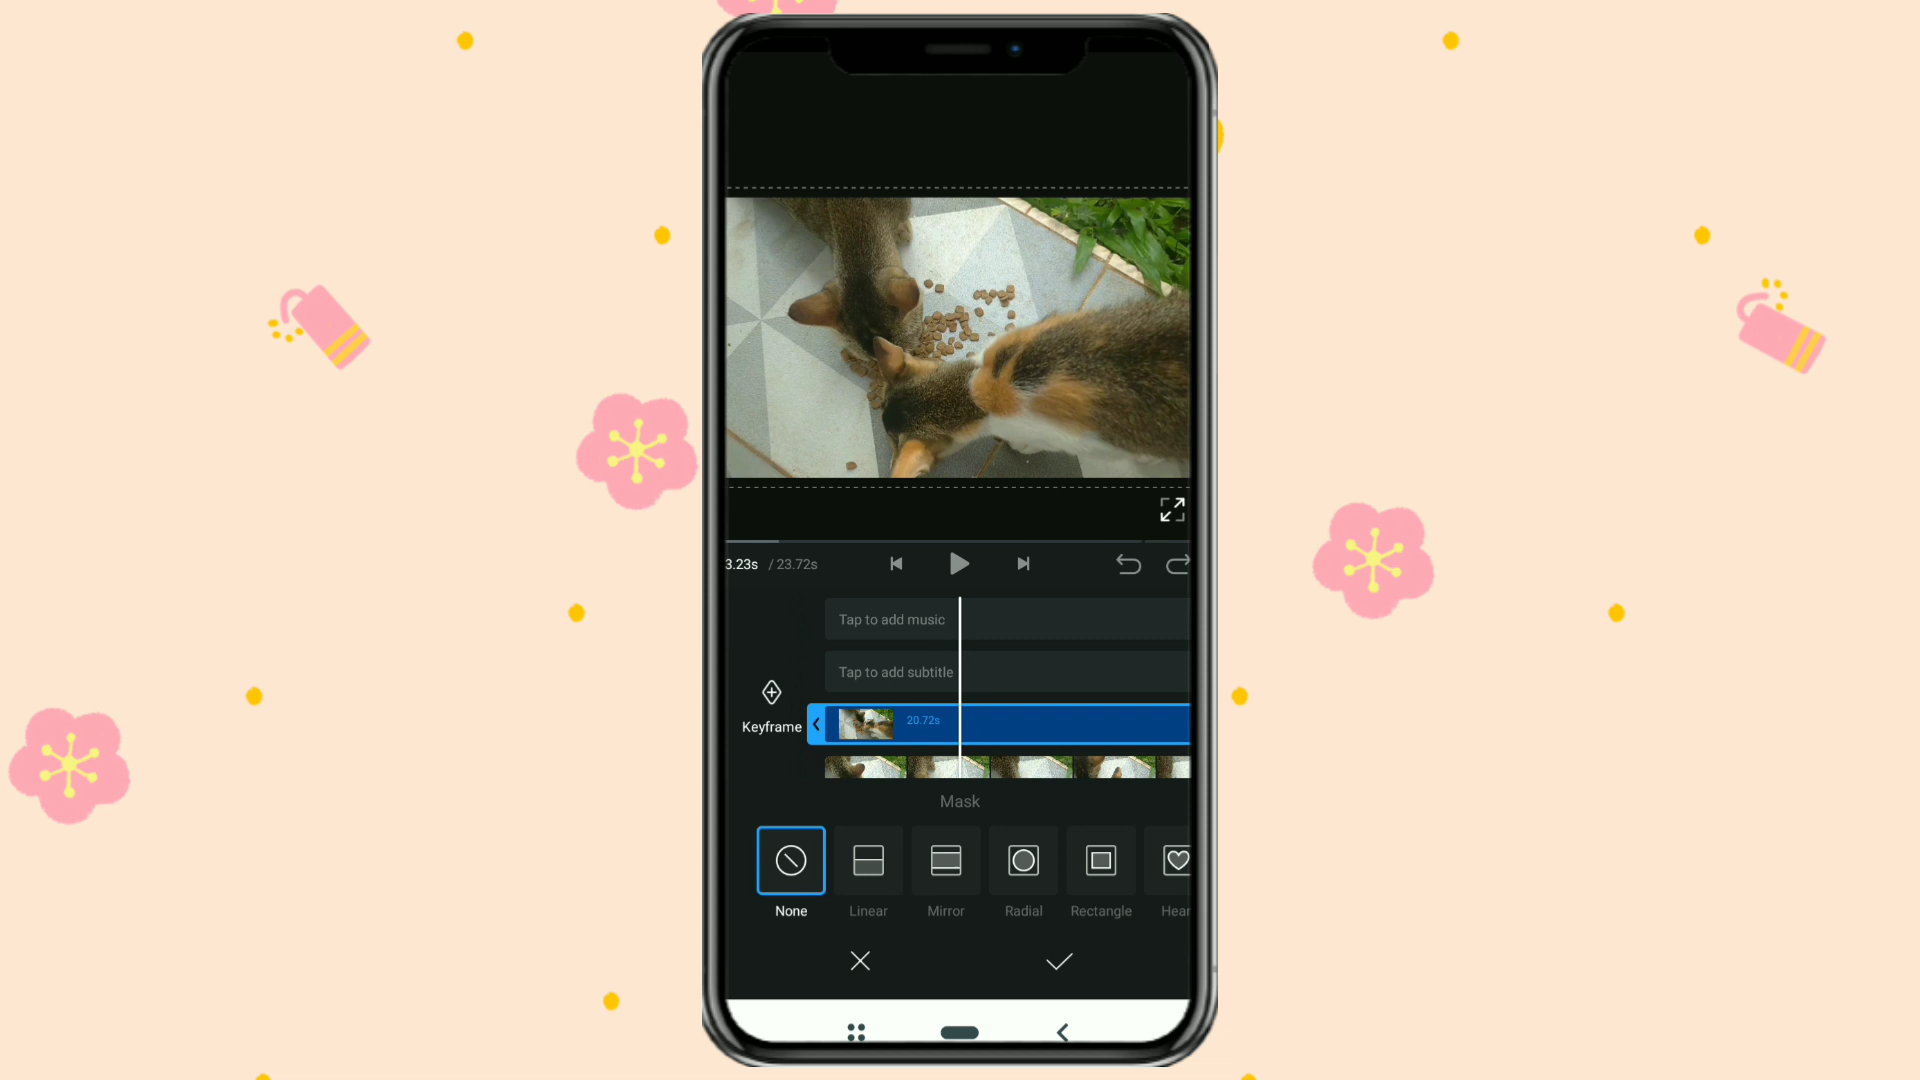 3.23s / 23.72s
Tap to add music
Tap to add subtitle
Keyframe
20.72s
Mask
None
Linear
Mirror
Radial
Rectangle
Hear